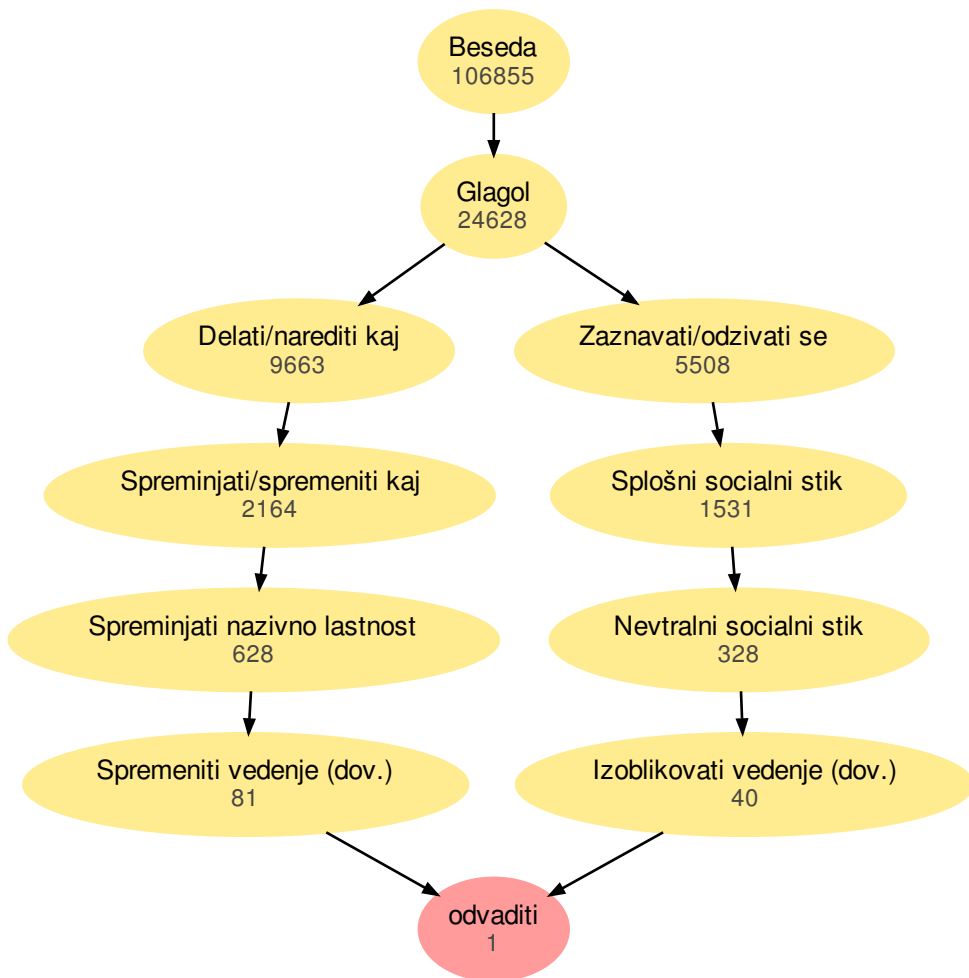 Beseda
106855
Glagol
24628
Delati/narediti kaj
9663
Zaznavati/odzivati se
5508
Spreminjati/spremeniti kaj
2164
Splošni socialni stik
1531
Spreminjati nazivno lastnost
628
Nevtralni socialni stik
328
Spremeniti vedenje (dov.)
81
Izoblikovati vedenje (dov.)
40
odvaditi
1